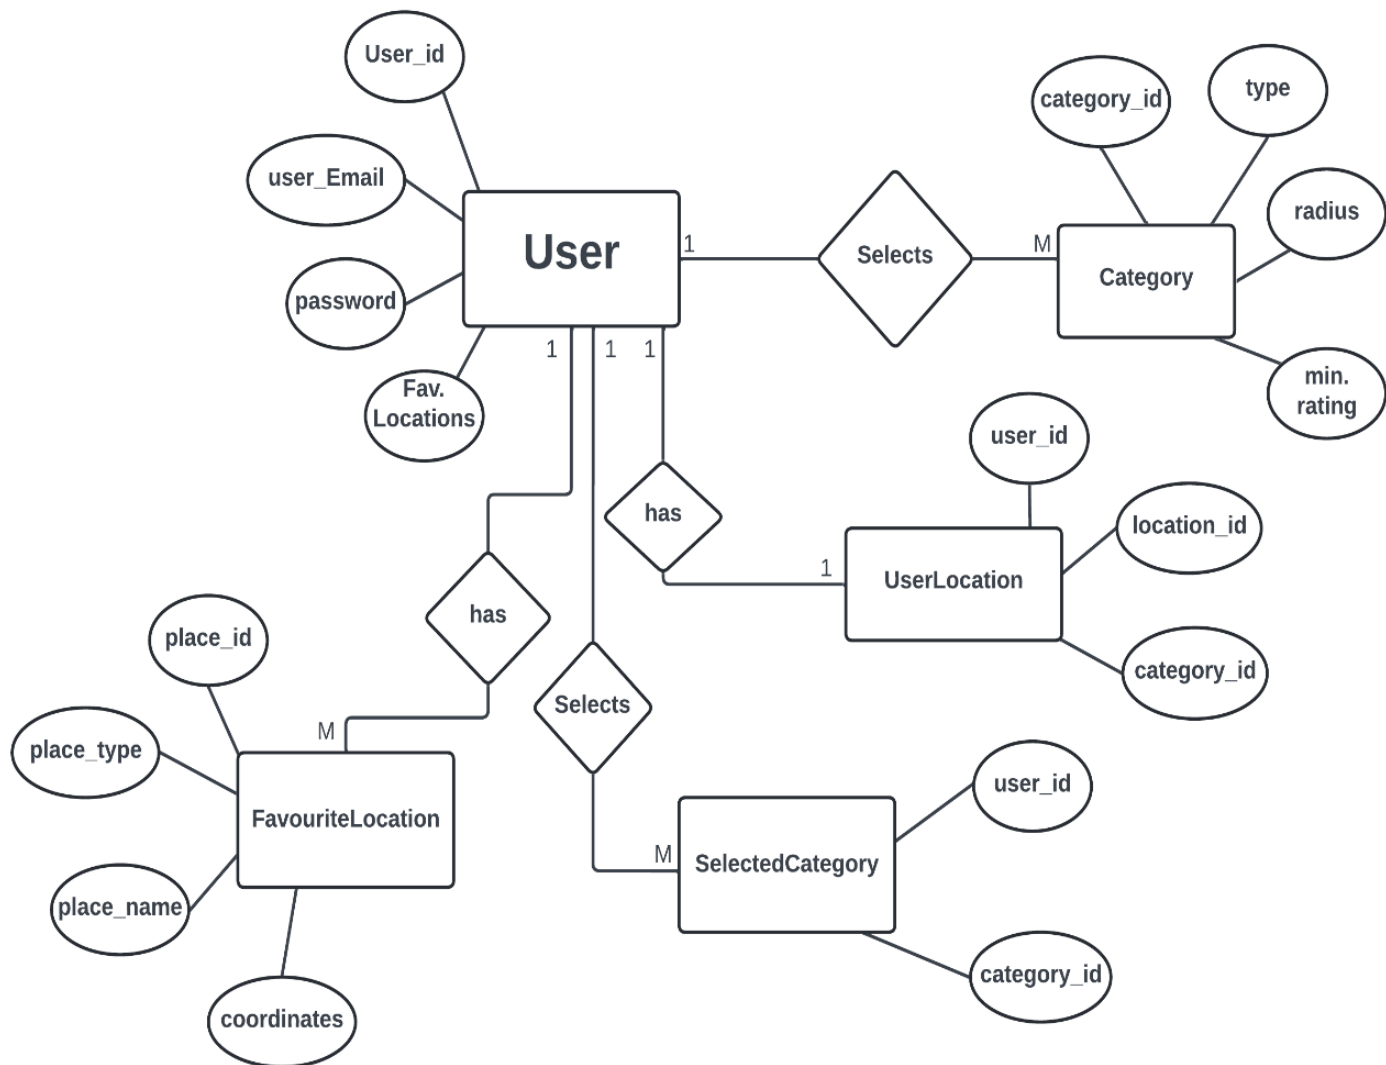 User_id
category_id
type
user_Email
radius
User
1
Selects
M
Category
password
1
1
1
Fav.
Locations
min.
rating
user_id
has
location_id
1
UserLocation
has
place_id
category_id
Selects
M
place_type
user_id
FavouriteLocation
M
SelectedCategory
place_name
category_id
coordinates